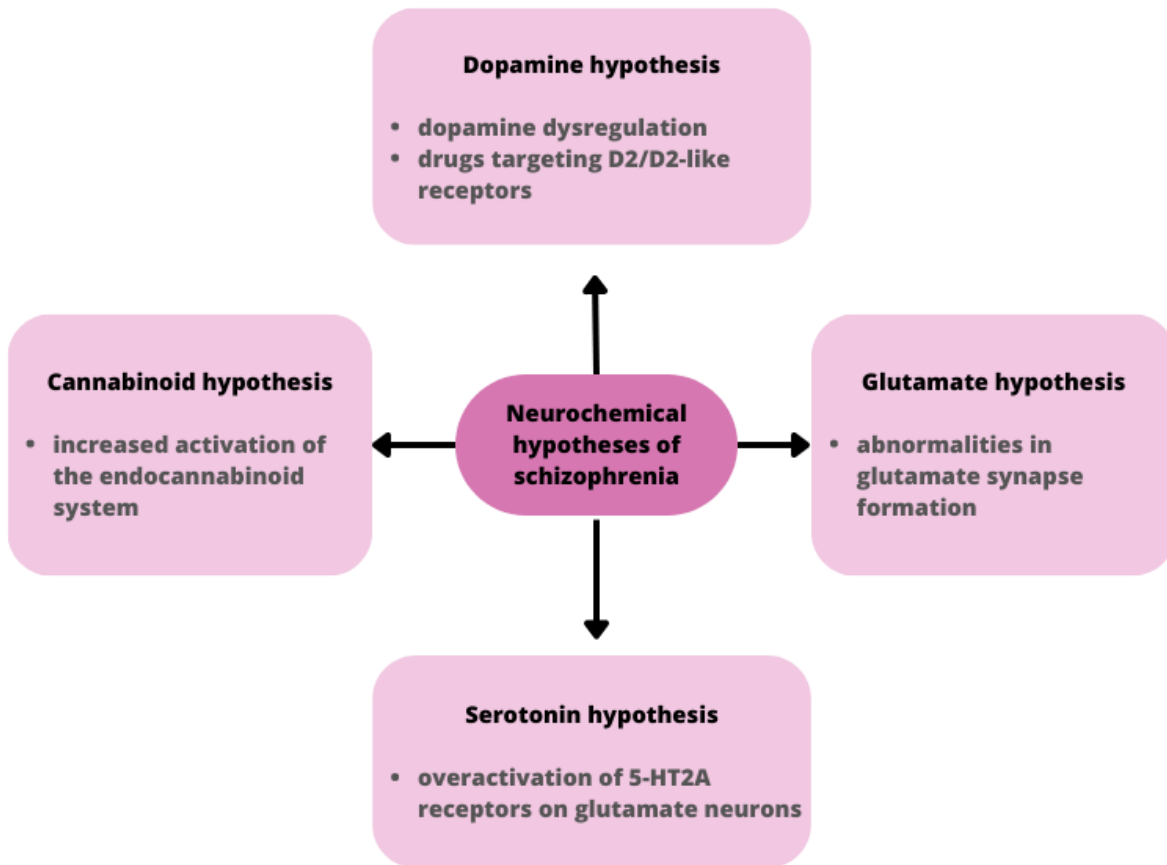 Dopamine hypothesis
• dopamine dysregulation
• drugs targeting D2/D2-like
receptors
Cannabinoid hypothesis
• increased activation of
the endocannabinoid
system
Neurochemical
hypotheses of
schizophrenia
Glutamate hypothesis
• abnormalities in
glutamate synapse
formation
Serotonin hypothesis
• overactivation of 5-HT2A
receptors on glutamate neurons